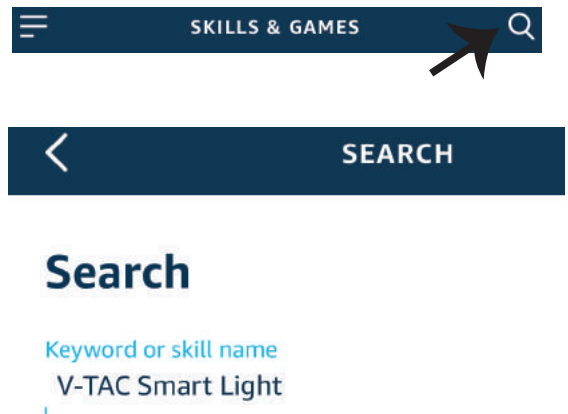 SKILLS & GAMES
SEARCH
Search
Keyword or skill name
V-TAC Smart Light